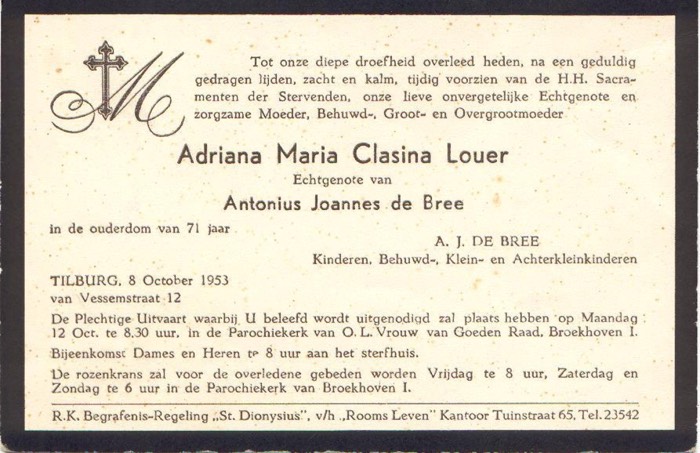 M
Tot onze diepe droefheid overleed heden, na een geduldig
gedragen lijden, zacht en kalm, tijdig voorzien van de H.H. Sacra-
menten der Stervenden, onze lieve onvergetelijke Echtgenote en
zorgzame Moeder, Behuwd-, Groot- en Overgrootmoeder
Adriana Maria Clasina Louer
Echtgenote van
Antonius Joannes de Bree
in de ouderdom van 71 jaar
A. J. DE BREE
Kinderen, Behuwd-, Klein- en Achterkleinkinderen
TILBURG, 8 October 1953
van Vessemstraat 12
De Plechtige Uitvaart waarbij U beleefd wordt uitgenodigd zal plaats hebben op Maandag
12 Oct. te 8,30 uur, in de Parochiekerk van O.L. Vrouw van Goeden Raad, Broekhoven I.
Bijeenkomst Dames en Heren te 8 uur aan het sterfhuis.
De rozenkrans zal voor de overledene gebeden worden Vrijdag te 8 uur, Zaterdag en
Zondag te 6 uur in de Parochiekerk van Broekhoven I.
R.K. Begrafenis-Regeling „St. Dionysius", v/h „Rooms Leven" Kantoor Tuinstraat 65, Tel. 23542